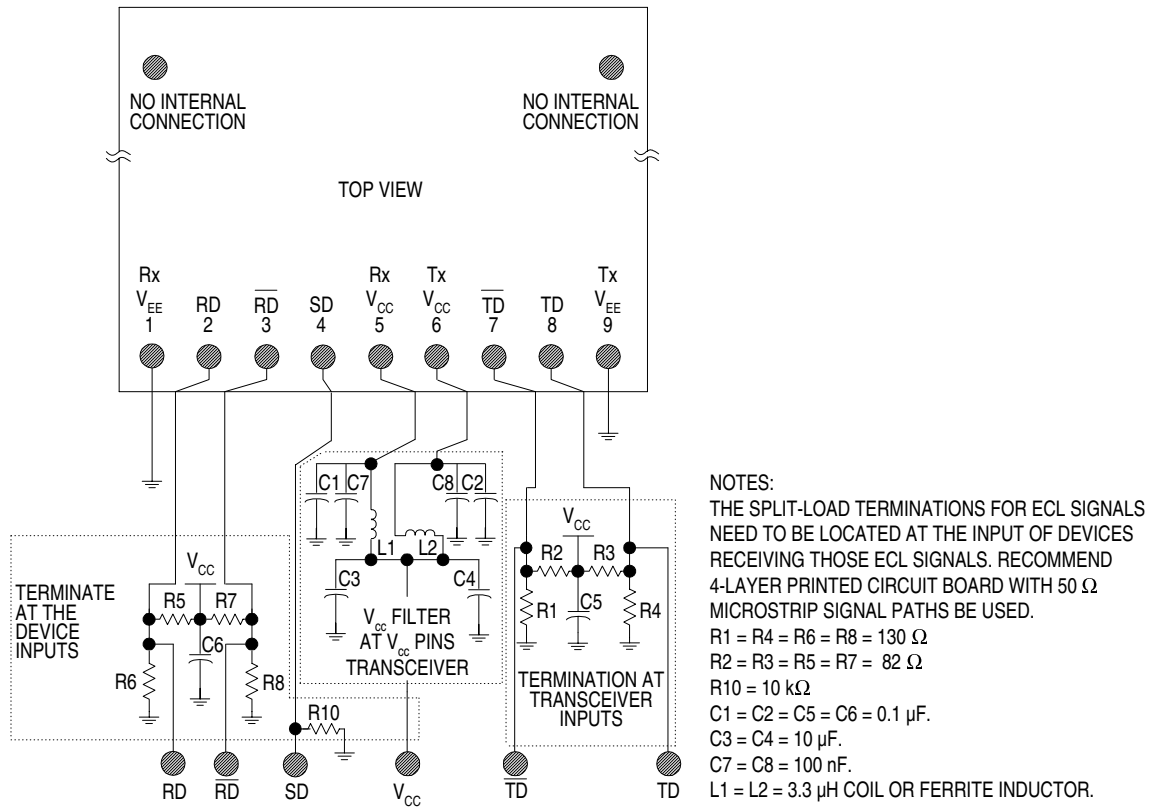 NO INTERNAL
CONNECTION
NO INTERNAL
CONNECTION
TOP VIEW
Rx
VEE
1
RD
2
R̅D̅
3
SD
4
Rx
VCC
5
Tx
VCC
6
T̅D̅
7
TD
8
Tx
VEE
9
C1
C7
C8
C2
L1
L2
C3
C4
VCC FILTER
AT VCC PINS
TRANSCEIVER
TERMINATE
AT THE
DEVICE
INPUTS
VCC
R5
R7
C6
R6
R8
R10
VCC
R2
R3
C5
R1
R4
TERMINATION AT
TRANSCEIVER
INPUTS
RD
R̅D̅
SD
VCC
T̅D̅
TD
NOTES:
THE SPLIT-LOAD TERMINATIONS FOR ECL SIGNALS
NEED TO BE LOCATED AT THE INPUT OF DEVICES
RECEIVING THOSE ECL SIGNALS. RECOMMEND
4-LAYER PRINTED CIRCUIT BOARD WITH 50 Ω
MICROSTRIP SIGNAL PATHS BE USED.
R1 = R4 = R6 = R8 = 130 Ω
R2 = R3 = R5 = R7 = 82 Ω
R10 = 10 kΩ
C1 = C2 = C5 = C6 = 0.1 µF.
C3 = C4 = 10 µF.
C7 = C8 = 100 nF.
L1 = L2 = 3.3 µH COIL OR FERRITE INDUCTOR.